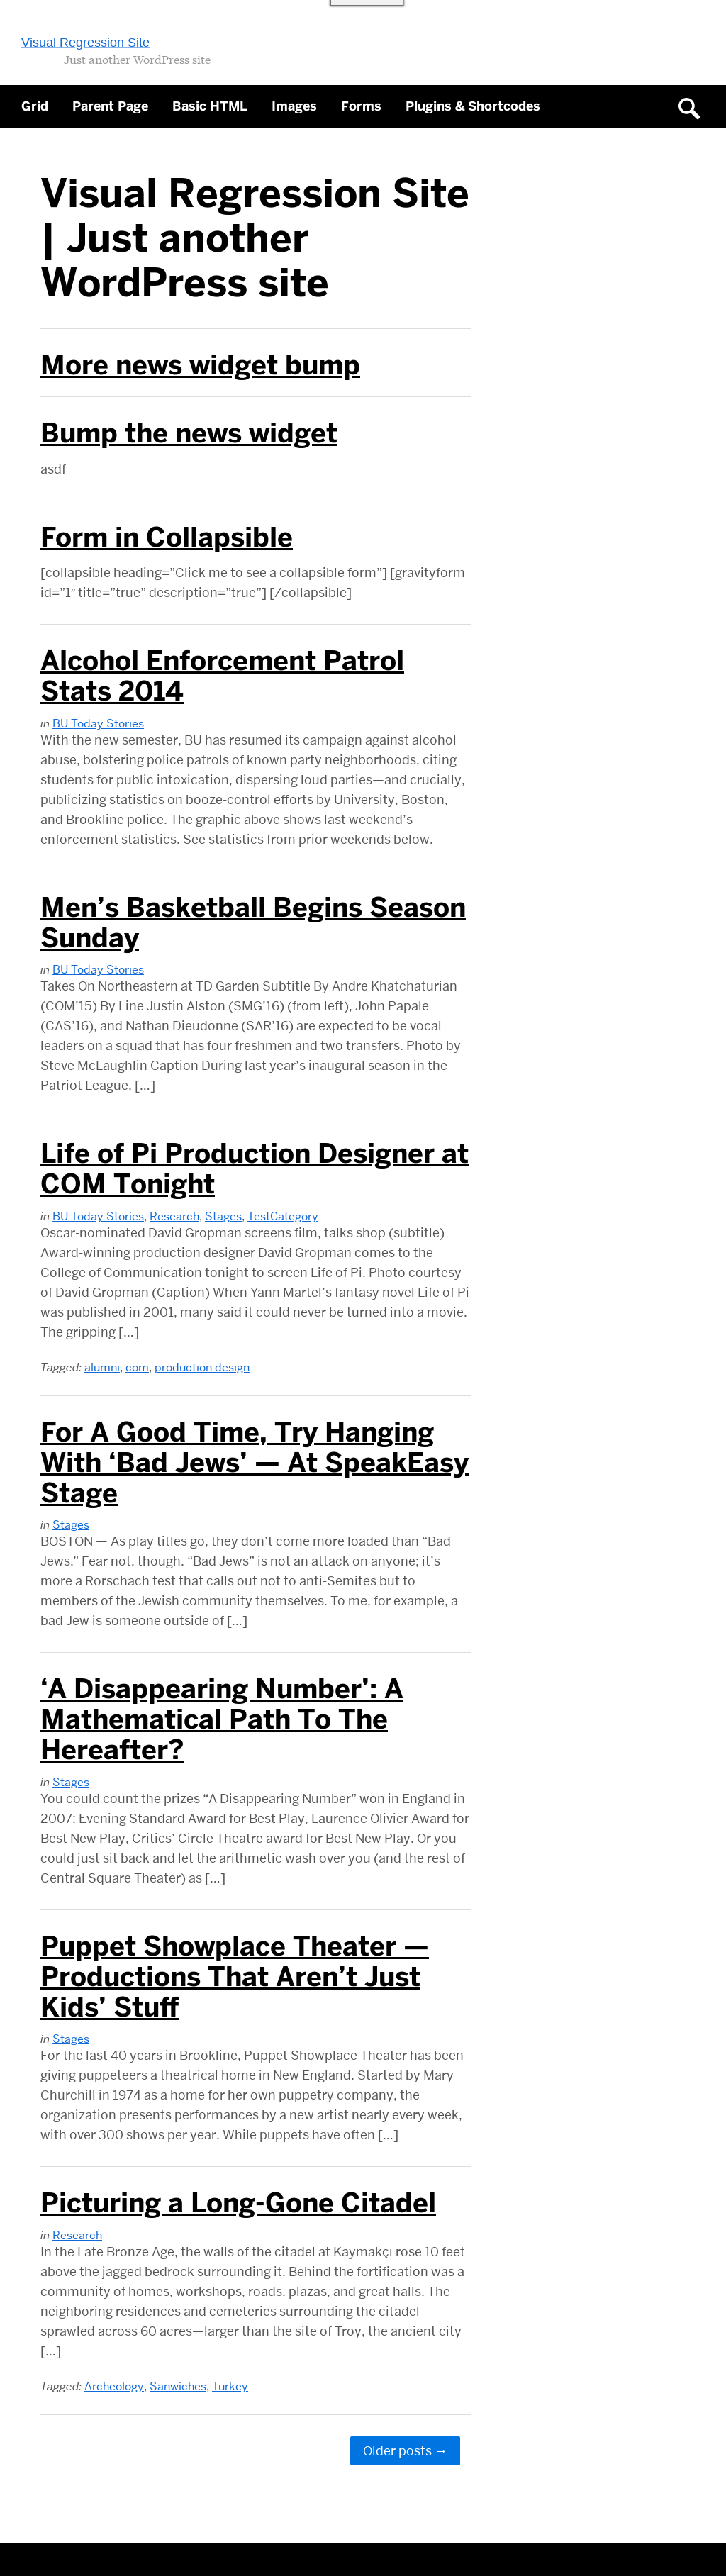 Visual Regression Site
Just another WordPress site
Grid Parent Page Basic HTML Images Forms Plugins & Shortcodes
Visual Regression Site
| Just another
WordPress site
More news widget bump
Bump the news widget
asdf
Form in Collapsible
[collapsible heading=”Click me to see a collapsible form”] [gravityform
id=”1″ title=”true” description=”true”] [/collapsible]
Alcohol Enforcement Patrol
Stats 2014
in BU Today Stories
With the new semester, BU has resumed its campaign against alcohol
abuse, bolstering police patrols of known party neighborhoods, citing
students for public intoxication, dispersing loud parties—and crucially,
publicizing statistics on booze-control efforts by University, Boston,
and Brookline police. The graphic above shows last weekend’s
enforcement statistics. See statistics from prior weekends below.
Men’s Basketball Begins Season
Sunday
in BU Today Stories
Takes On Northeastern at TD Garden Subtitle By Andre Khatchaturian
(COM’15) By Line Justin Alston (SMG’16) (from left), John Papale
(CAS’16), and Nathan Dieudonne (SAR’16) are expected to be vocal
leaders on a squad that has four freshmen and two transfers. Photo by
Steve McLaughlin Caption During last year’s inaugural season in the
Patriot League, […]
Life of Pi Production Designer at
COM Tonight
in BU Today Stories, Research, Stages, TestCategory
Oscar-nominated David Gropman screens film, talks shop (subtitle)
Award-winning production designer David Gropman comes to the
College of Communication tonight to screen Life of Pi. Photo courtesy
of David Gropman (Caption) When Yann Martel’s fantasy novel Life of Pi
was published in 2001, many said it could never be turned into a movie.
The gripping […]
Tagged: alumni, com, production design
For A Good Time, Try Hanging
With ‘Bad Jews’ — At SpeakEasy
Stage
in Stages
BOSTON — As play titles go, they don’t come more loaded than “Bad
Jews.” Fear not, though. “Bad Jews” is not an attack on anyone; it’s
more a Rorschach test that calls out not to anti-Semites but to
members of the Jewish community themselves. To me, for example, a
bad Jew is someone outside of […]
‘A Disappearing Number’: A
Mathematical Path To The
Hereafter?
in Stages
You could count the prizes “A Disappearing Number” won in England in
2007: Evening Standard Award for Best Play, Laurence Olivier Award for
Best New Play, Critics’ Circle Theatre award for Best New Play. Or you
could just sit back and let the arithmetic wash over you (and the rest of
Central Square Theater) as […]
Puppet Showplace Theater —
Productions That Aren’t Just
Kids’ Stuff
in Stages
For the last 40 years in Brookline, Puppet Showplace Theater has been
giving puppeteers a theatrical home in New England. Started by Mary
Churchill in 1974 as a home for her own puppetry company, the
organization presents performances by a new artist nearly every week,
with over 300 shows per year. While puppets have often […]
Picturing a Long-Gone Citadel
in Research
In the Late Bronze Age, the walls of the citadel at Kaymakçı rose 10 feet
above the jagged bedrock surrounding it. Behind the fortification was a
community of homes, workshops, roads, plazas, and great halls. The
neighboring residences and cemeteries surrounding the citadel
sprawled across 60 acres—larger than the site of Troy, the ancient city
[…]
Tagged: Archeology, Sanwiches, Turkey
Older posts →